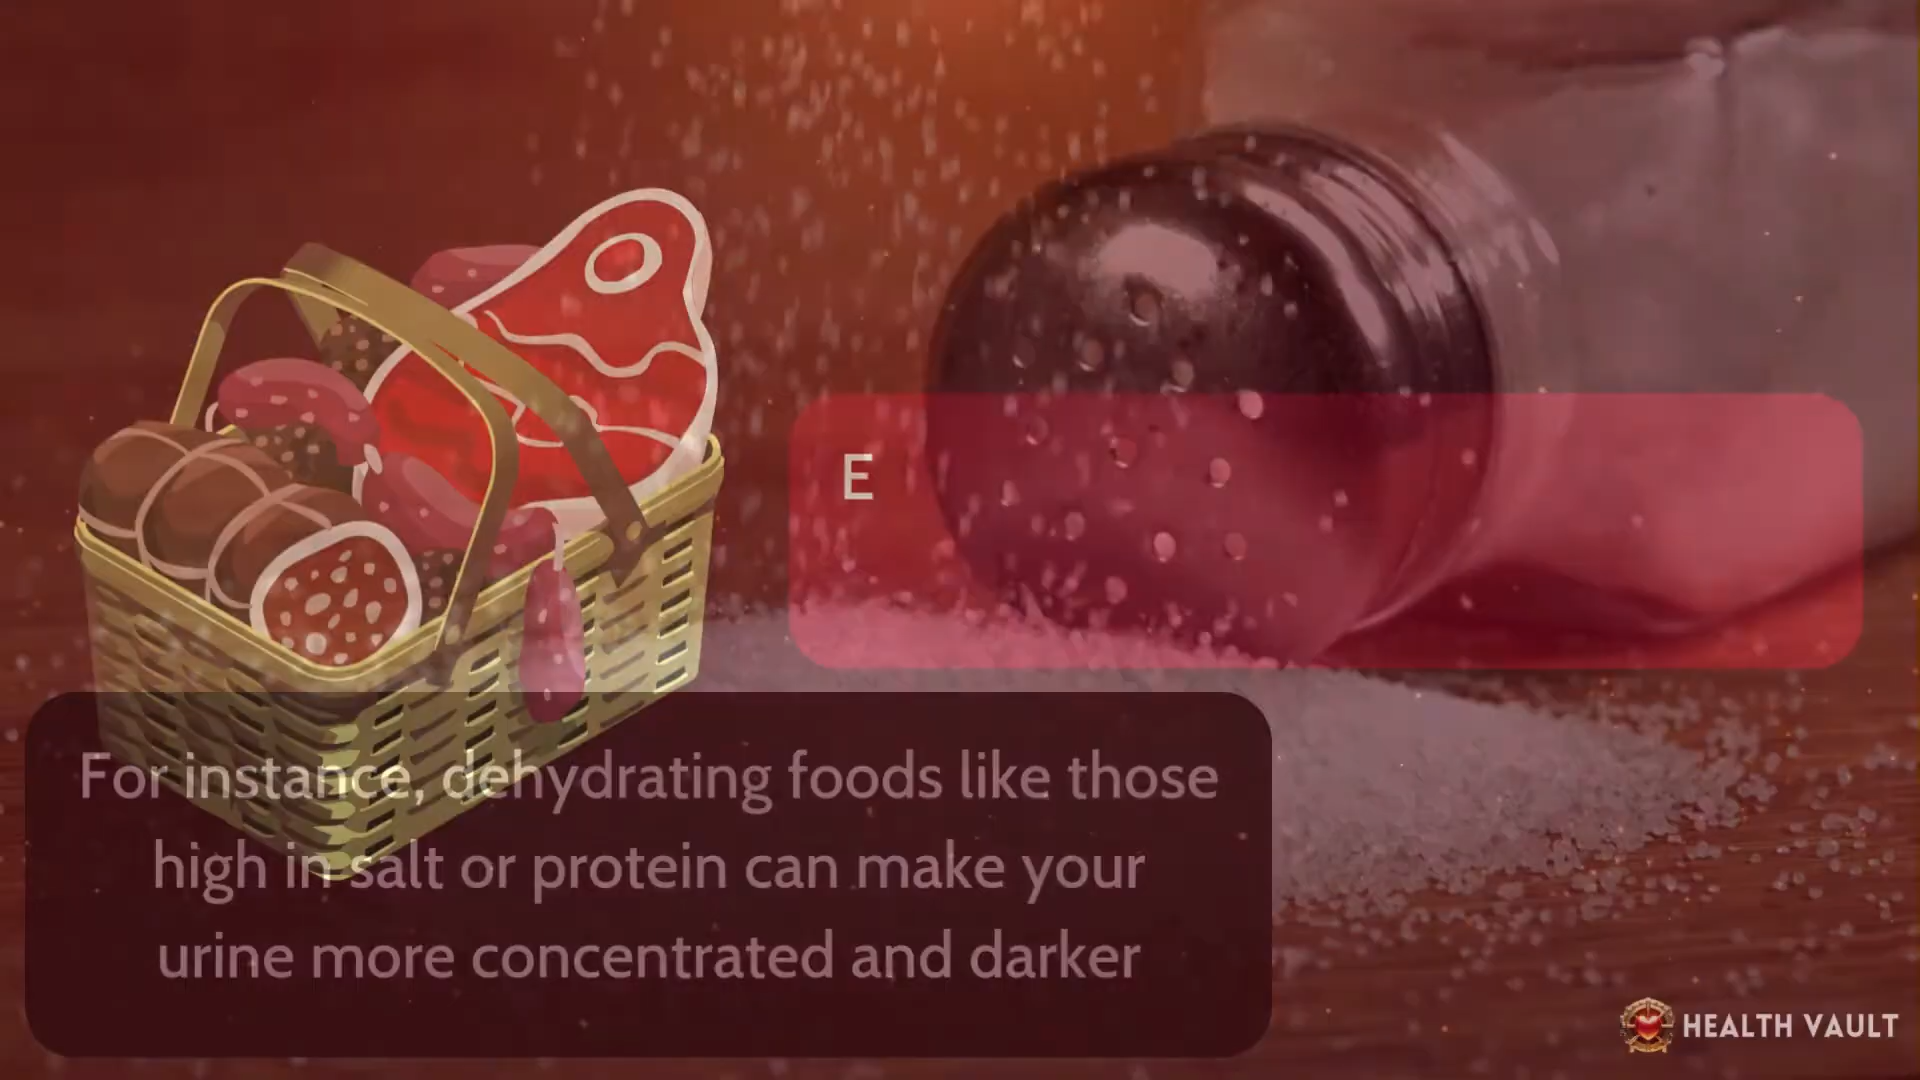 E
For instance, dehydrating foods like those
high in salt or protein can make your
urine more concentrated and darker
HEALTH VAULT